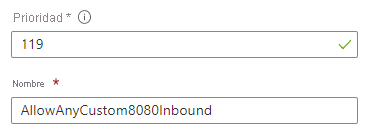 Prioridad *
119
Nombre *
AllowAnyCustom8080Inbound